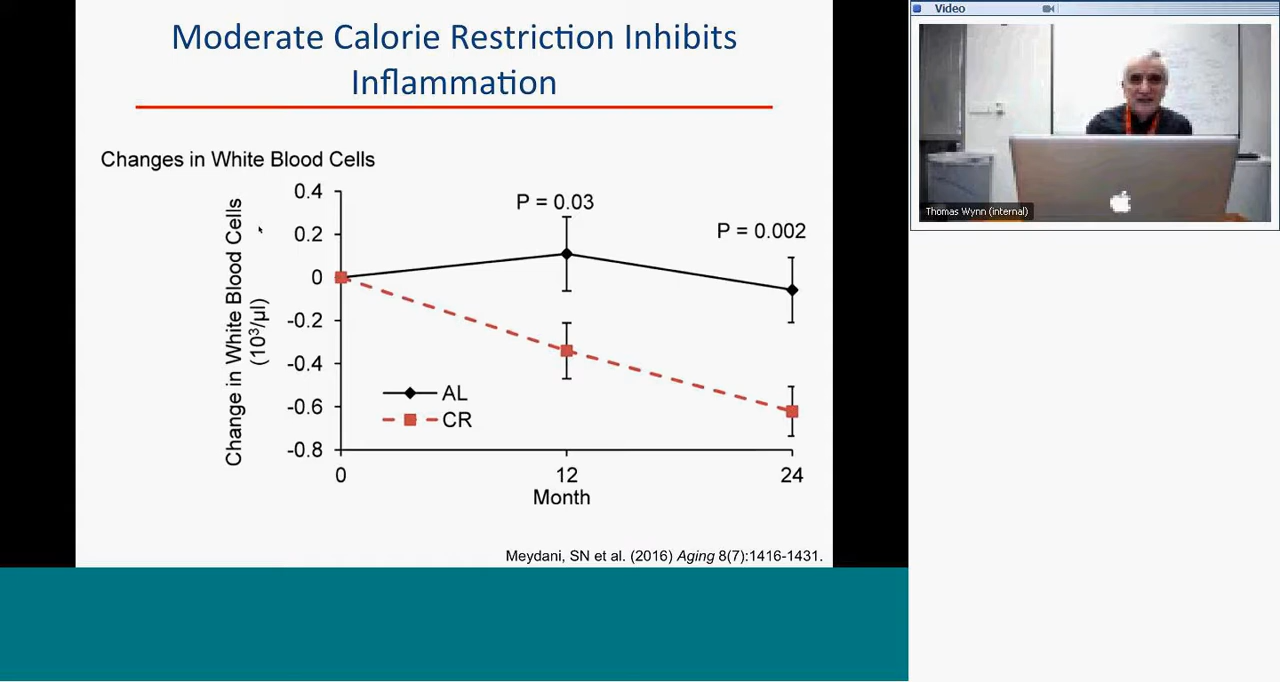 Moderate Calorie Restriction Inhibits
Inflammation
Changes in White Blood Cells
Change in White Blood Cells
(10³/µl)
0.4
0.2
0
-0.2
-0.4
-0.6
-0.8
P = 0.03
P = 0.002
AL
CR
0 12 24
Month
Meydani, SN et al. (2016) Aging 8(7):1416-1431.
Video
Thomas Wynn (internal)